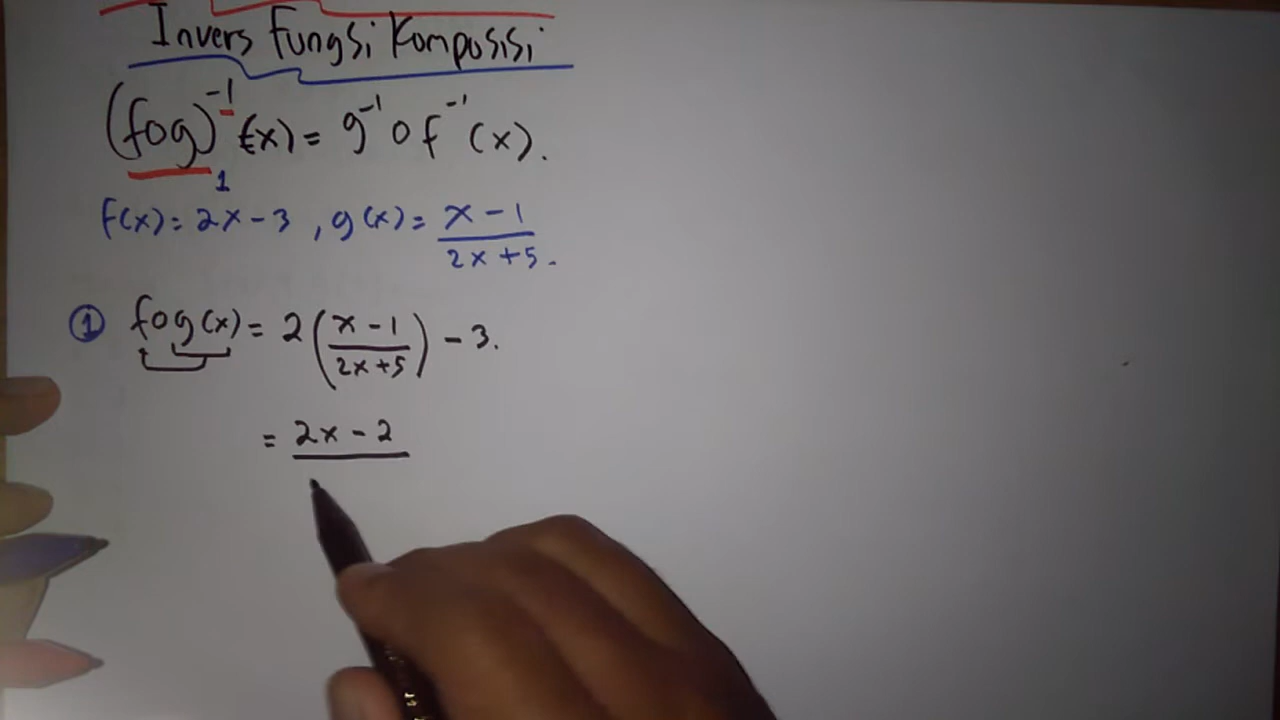 Invers Fungsi Komposisi
(fog)⁻¹(x) = g⁻¹ o f⁻¹ (x).
1
f(x) = 2x - 3 , g(x) = x - 1 / 2x + 5.
① fog(x) = 2 (x - 1 / 2x + 5) - 3.
= 2x - 2